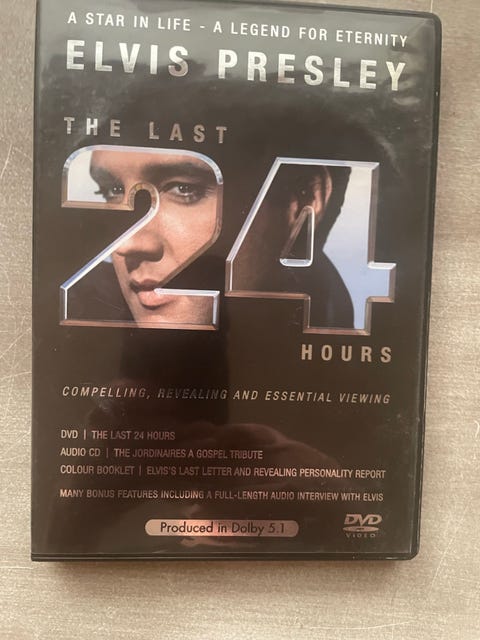 A STAR IN LIFE - A LEGEND FOR ETERNITY
ELVIS PRESLEY
THE LAST
24
HOURS
COMPELLING, REVEALING AND ESSENTIAL VIEWING
DVD | THE LAST 24 HOURS
AUDIO CD | THE JORDINAIRES A GOSPEL TRIBUTE
COLOUR BOOKLET | ELVIS'S LAST LETTER AND REVEALING PERSONALITY REPORT
MANY BONUS FEATURES INCLUDING A FULL-LENGTH AUDIO INTERVIEW WITH ELVIS
Produced in Dolby 5.1
DVD
VIDEO